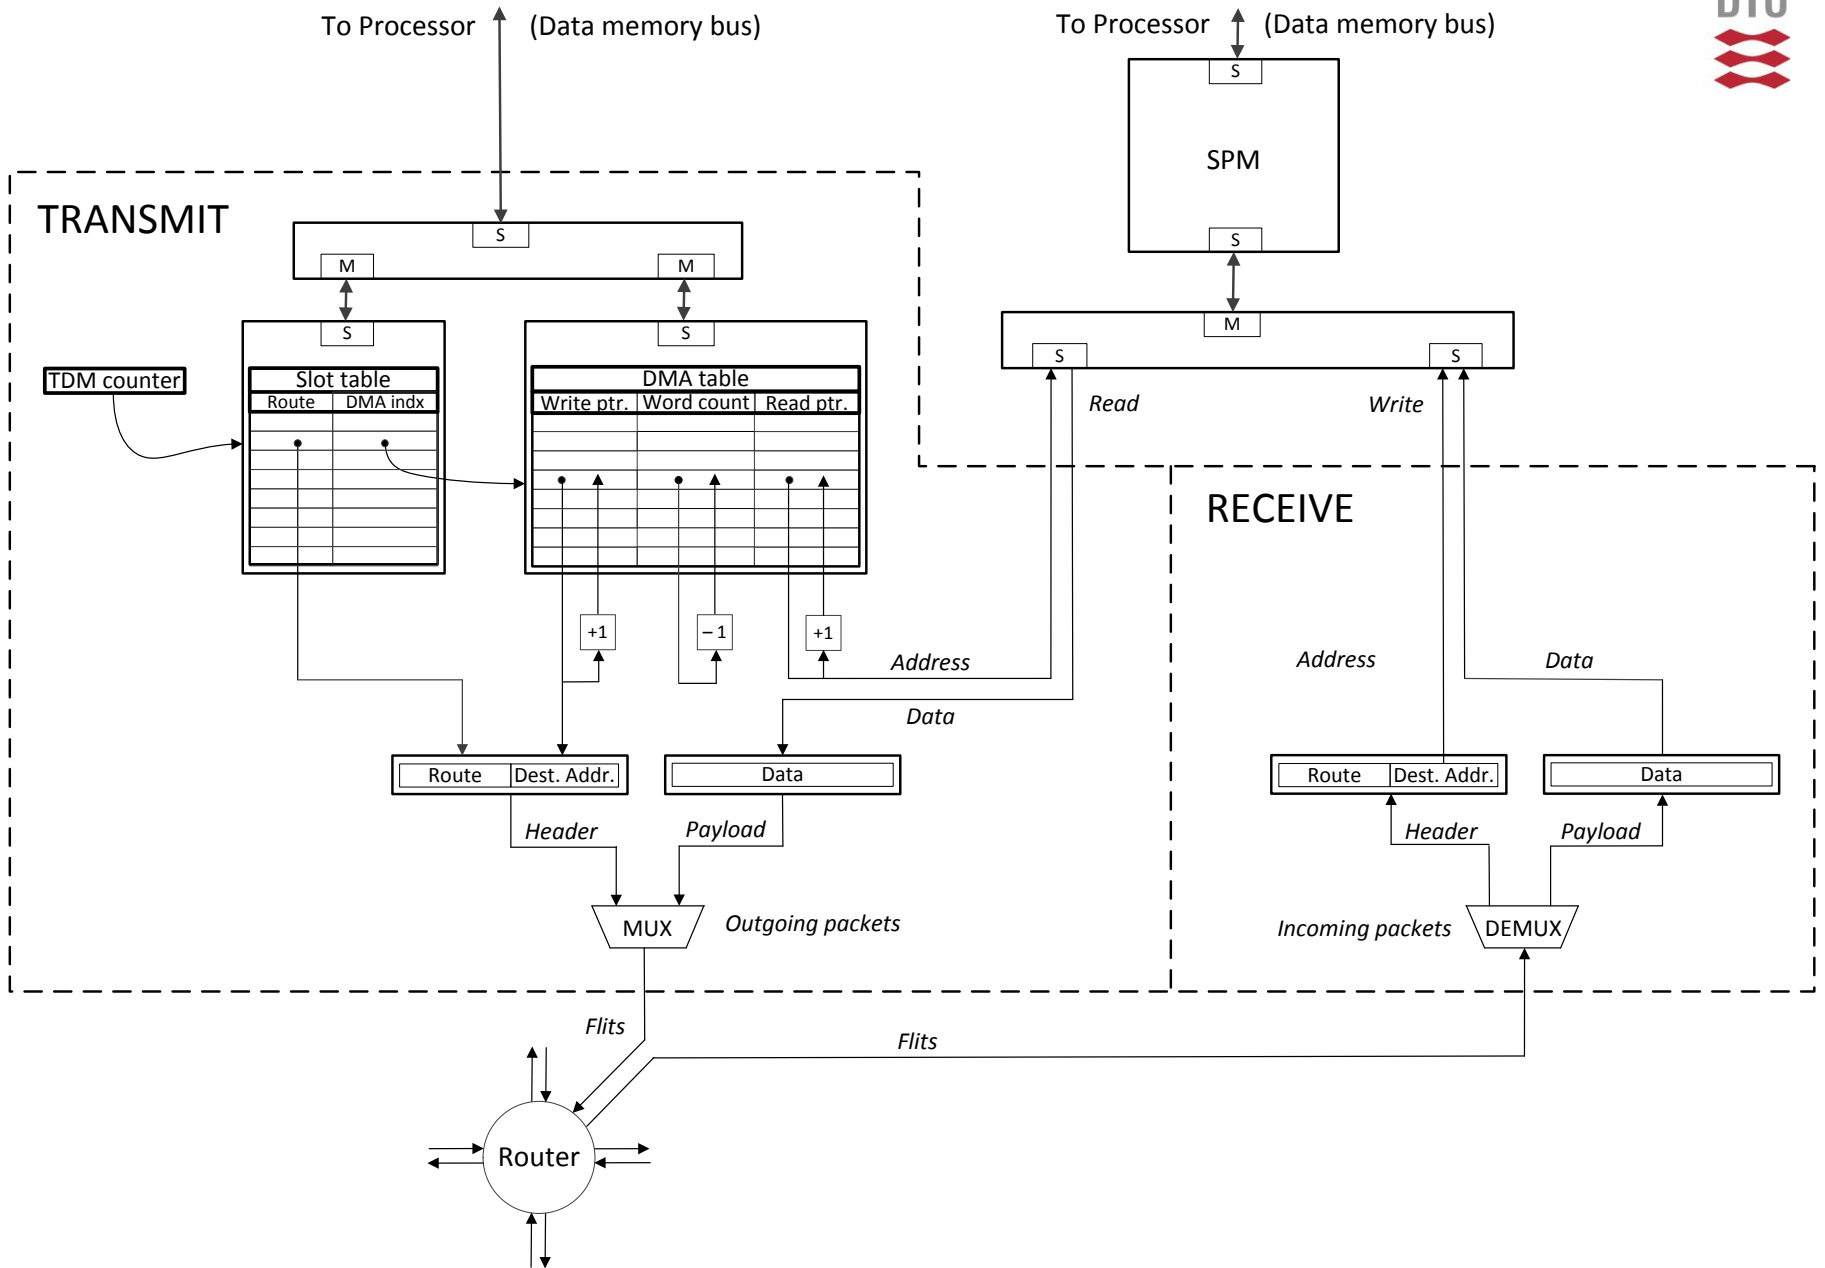 DTU
To Processor (Data memory bus)
To Processor (Data memory bus)
S
SPM
S
TRANSMIT
S
M M
M
S S
S S
Read Write
TDM counter
Slot table
Route DMA indx
DMA table
Write ptr. Word count Read ptr.
RECEIVE
+1 – 1 +1
Address
Data
Address Data
Route Dest. Addr.
Data
Route Dest. Addr.
Data
Header Payload
Header Payload
MUX Outgoing packets
Incoming packets DEMUX
Flits
Flits
Router